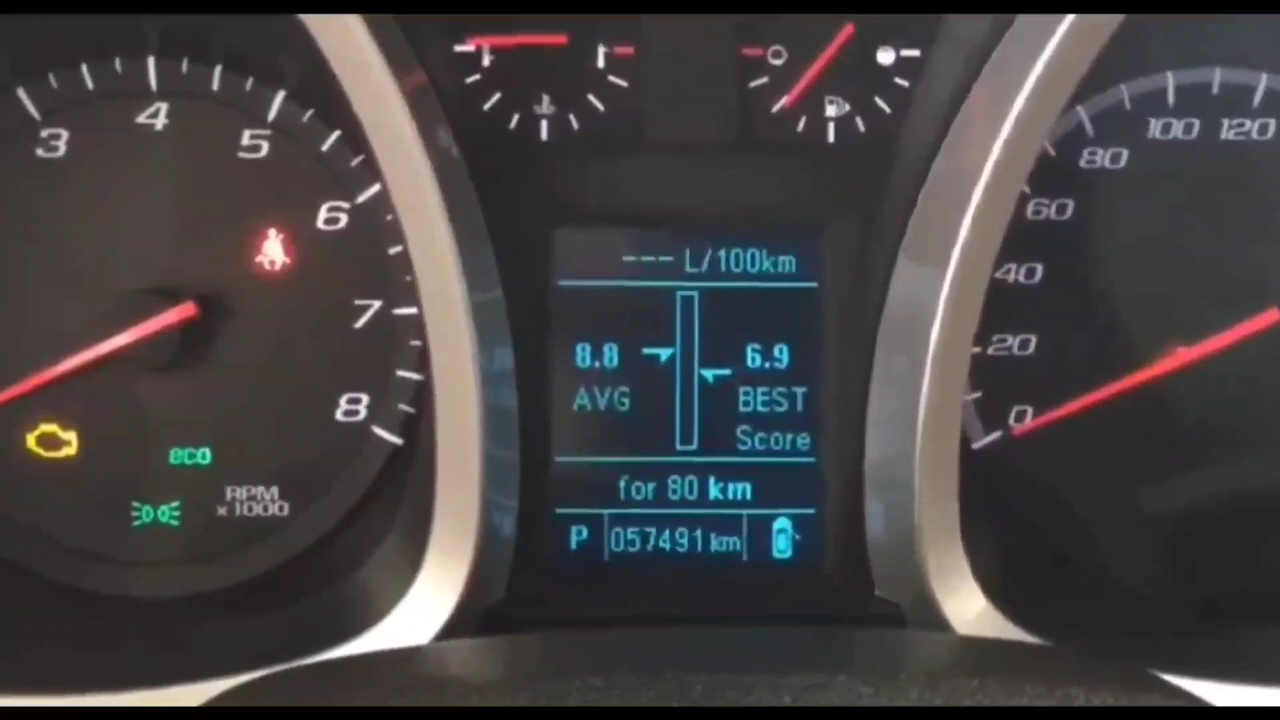 3 4 5 6 7 8
eco
RPM
x1000
--- L/100km
8.8
AVG
6.9
BEST
Score
for 80 km
P 057491 km
0 20 40 60 80 100 120